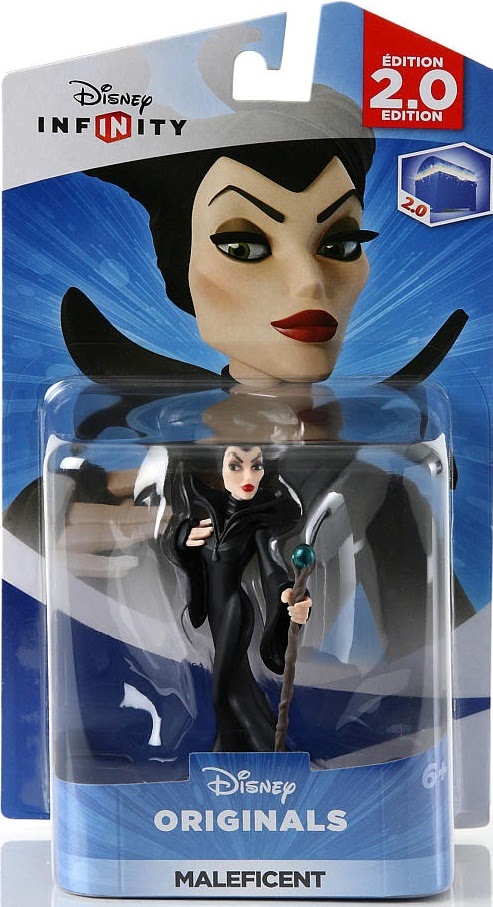 Disney
INFINITY
ÉDITION
2.0
EDITION
2.0
6+
Disney
ORIGINALS
MALEFICENT